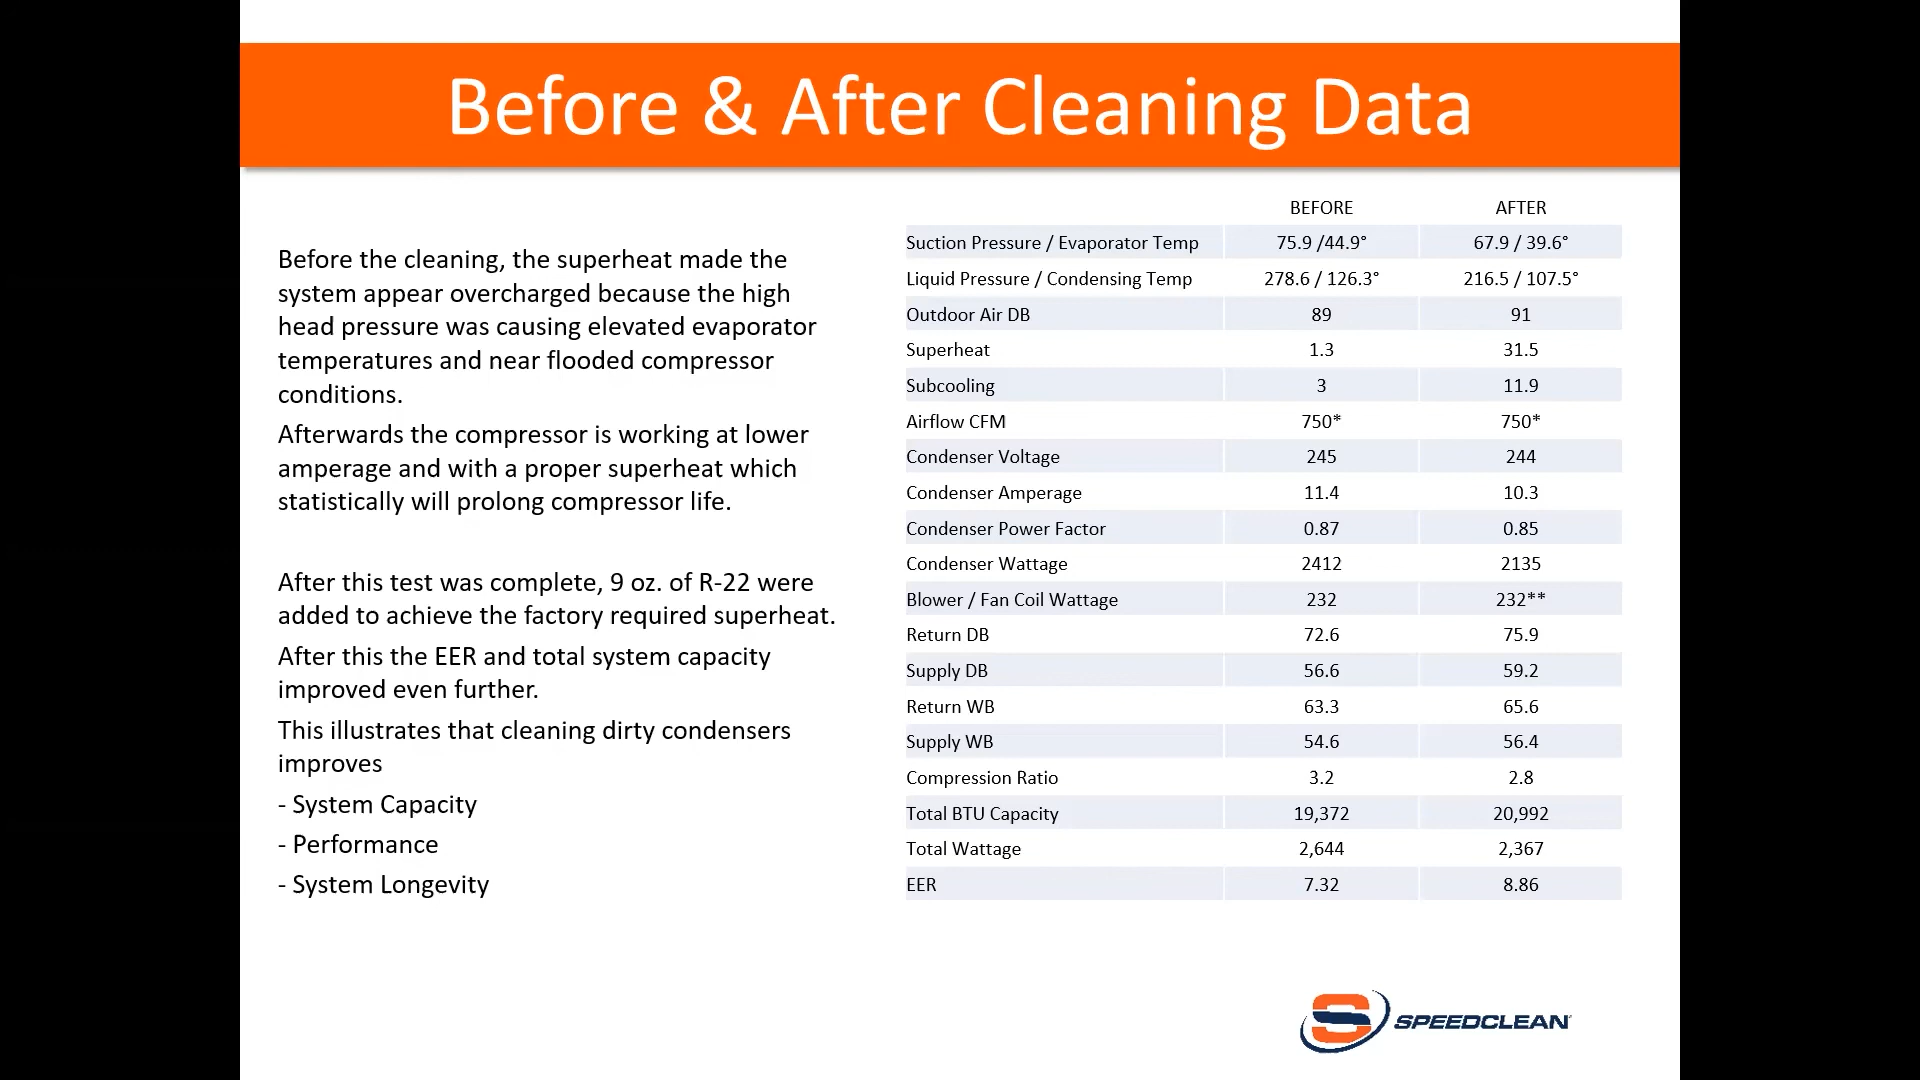 Before & After Cleaning Data
Before the cleaning, the superheat made the
system appear overcharged because the high
head pressure was causing elevated evaporator
temperatures and near flooded compressor
conditions.
Afterwards the compressor is working at lower
amperage and with a proper superheat which
statistically will prolong compressor life.
After this test was complete, 9 oz. of R-22 were
added to achieve the factory required superheat.
After this the EER and total system capacity
improved even further.
This illustrates that cleaning dirty condensers
improves
- System Capacity
- Performance
- System Longevity
BEFORE AFTER
Suction Pressure / Evaporator Temp 75.9 /44.9° 67.9 / 39.6°
Liquid Pressure / Condensing Temp 278.6 / 126.3° 216.5 / 107.5°
Outdoor Air DB 89 91
Superheat 1.3 31.5
Subcooling 3 11.9
Airflow CFM 750* 750*
Condenser Voltage 245 244
Condenser Amperage 11.4 10.3
Condenser Power Factor 0.87 0.85
Condenser Wattage 2412 2135
Blower / Fan Coil Wattage 232 232**
Return DB 72.6 75.9
Supply DB 56.6 59.2
Return WB 63.3 65.6
Supply WB 54.6 56.4
Compression Ratio 3.2 2.8
Total BTU Capacity 19,372 20,992
Total Wattage 2,644 2,367
EER 7.32 8.86
SPEEDCLEAN